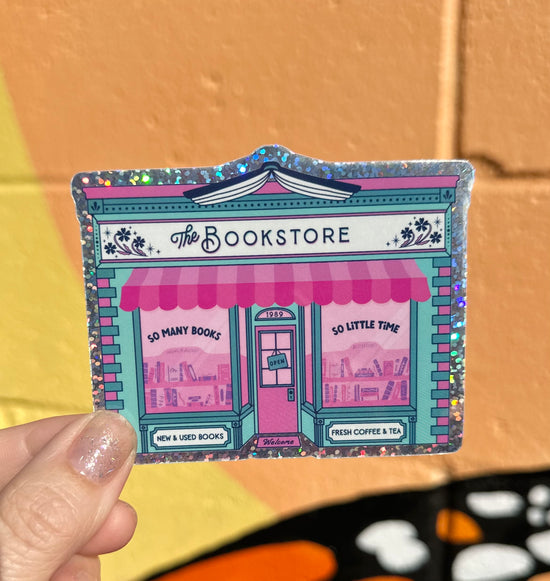 The BOOKSTORE
1989
SO MANY BOOKS
SO LITTLE TIME
OPEN
NEW & USED BOOKS
Welcome
FRESH COFFEE & TEA